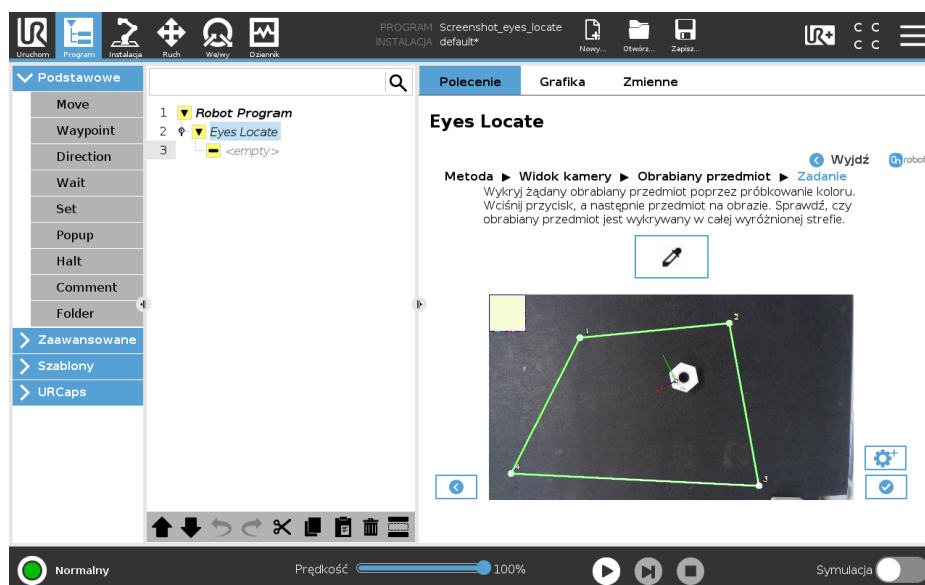 PROGRAM Screenshot_eyes_locate
INSTALACJA default*
Uruchom Program Instalacja Ruch We/wy Dziennik Nowy... Otwórz... Zapisz...
UR+
C C
C C
Podstawowe
Move
Waypoint
Direction
Wait
Set
Popup
Halt
Comment
Folder
Zaawansowane
Szablony
URCaps
1 Robot Program
2 Eyes Locate
3 <empty>
Polecenie Grafika Zmienne
Eyes Locate
Wyjdź OnRobot
Metoda ▶ Widok kamery ▶ Obrabiany przedmiot ▶ Zadanie
Wykryj żądany obrabiany przedmiot poprzez próbkowanie koloru.
Wciśnij przycisk, a następnie przedmiot na obrazie. Sprawdź, czy
obrabiany przedmiot jest wykrywany w całej wyróżnionej strefie.
1
2
3
4
Normalny Prędkość 100% Symulacja